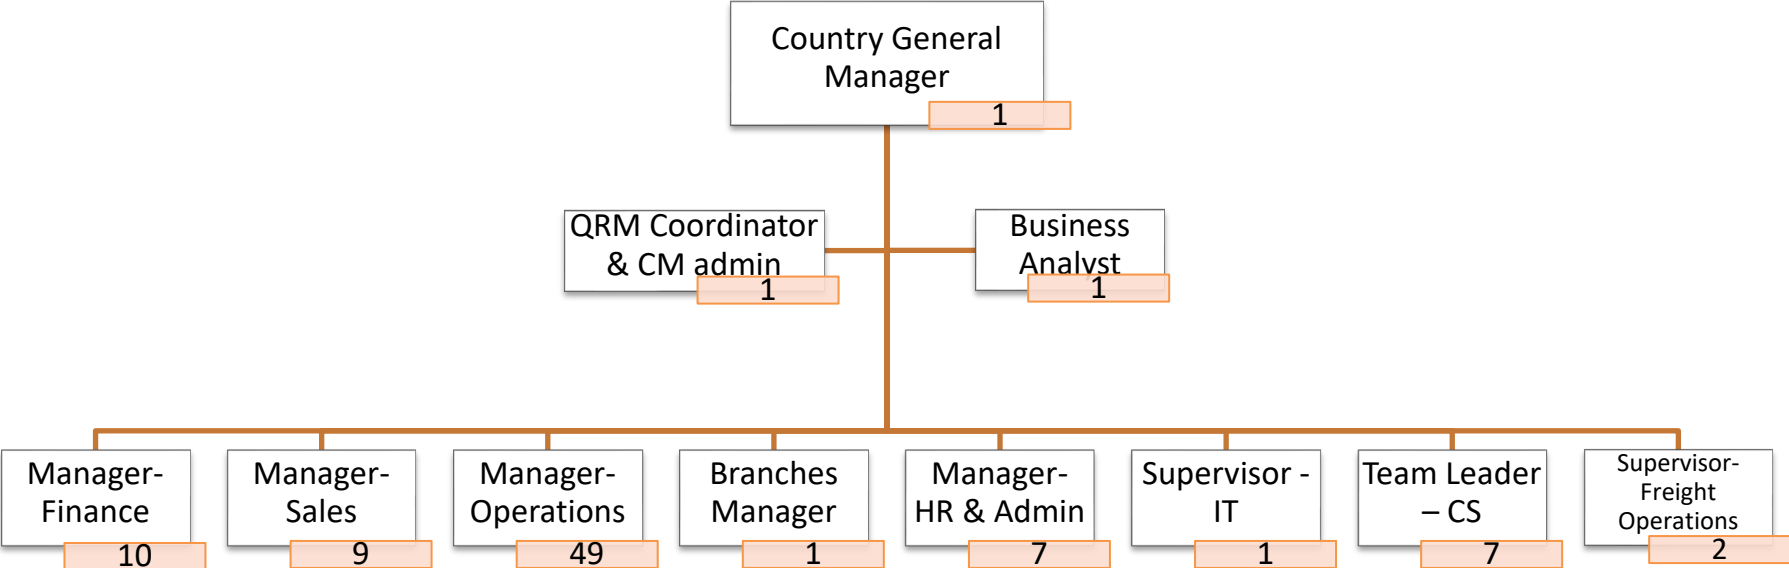 Country General
Manager
1
QRM Coordinator
& CM admin
1
Business
Analyst
1
Manager-
Finance
10
Manager-
Sales
9
Manager-
Operations
49
Branches
Manager
1
Manager-
HR & Admin
7
Supervisor -
IT
1
Team Leader
– CS
7
Supervisor-
Freight
Operations
2